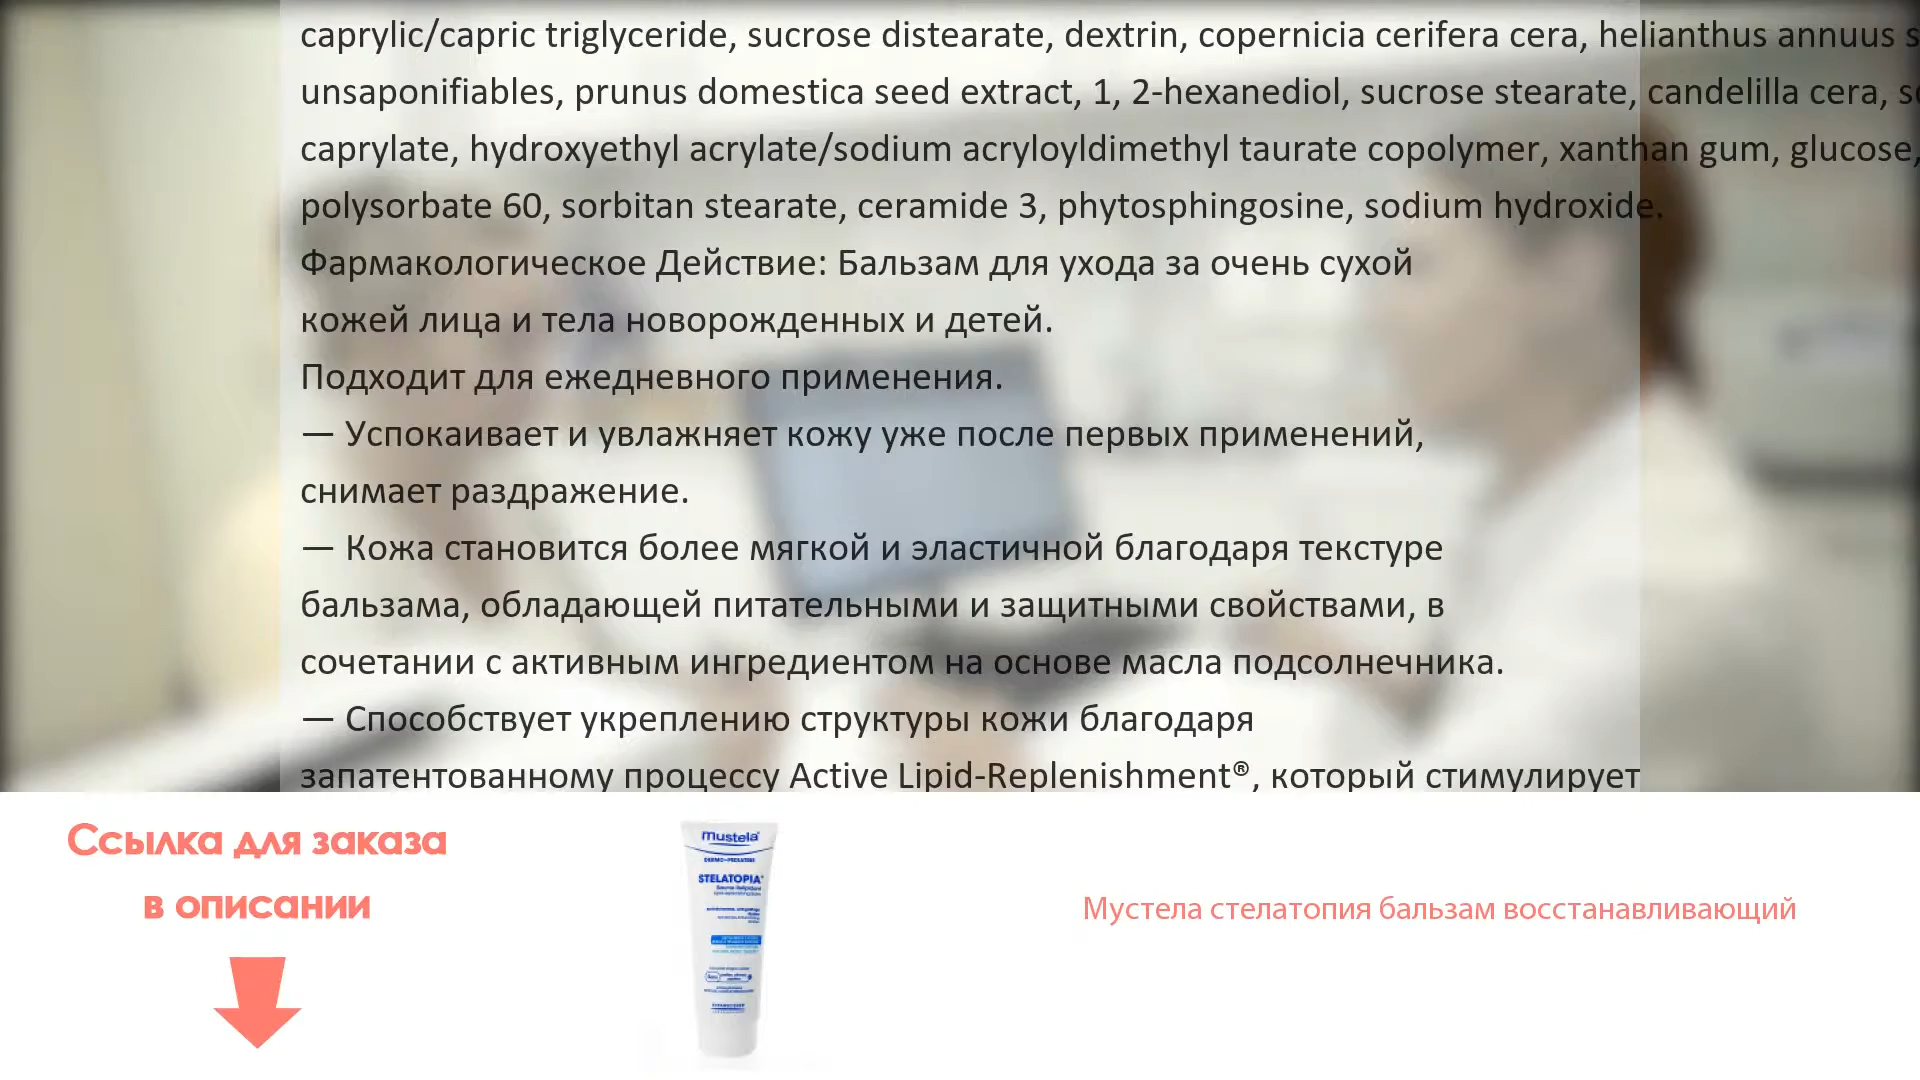 caprylic/capric triglyceride, sucrose distearate, dextrin, copernicia cerifera cera, helianthus annuus
unsaponifiables, prunus domestica seed extract, 1, 2-hexanediol, sucrose stearate, candelilla cera,
caprylate, hydroxyethyl acrylate/sodium acryloyldimethyl taurate copolymer, xanthan gum, glucose,
polysorbate 60, sorbitan stearate, ceramide 3, phytosphingosine, sodium hydroxide.
Фармакологическое Действие: Бальзам для ухода за очень сухой
кожей лица и тела новорожденных и детей.
Подходит для ежедневного применения.
— Успокаивает и увлажняет кожу уже после первых применений,
снимает раздражение.
— Кожа становится более мягкой и эластичной благодаря текстуре
бальзама, обладающей питательными и защитными свойствами, в
сочетании с активным ингредиентом на основе масла подсолнечника.
— Способствует укреплению структуры кожи благодаря
запатентованному процессу Active Lipid-Replenishment®, который стимулирует
Ссылка для заказа
в описании
mustela
STELATOPIA
Мустела стелатопия бальзам восстанавливающий